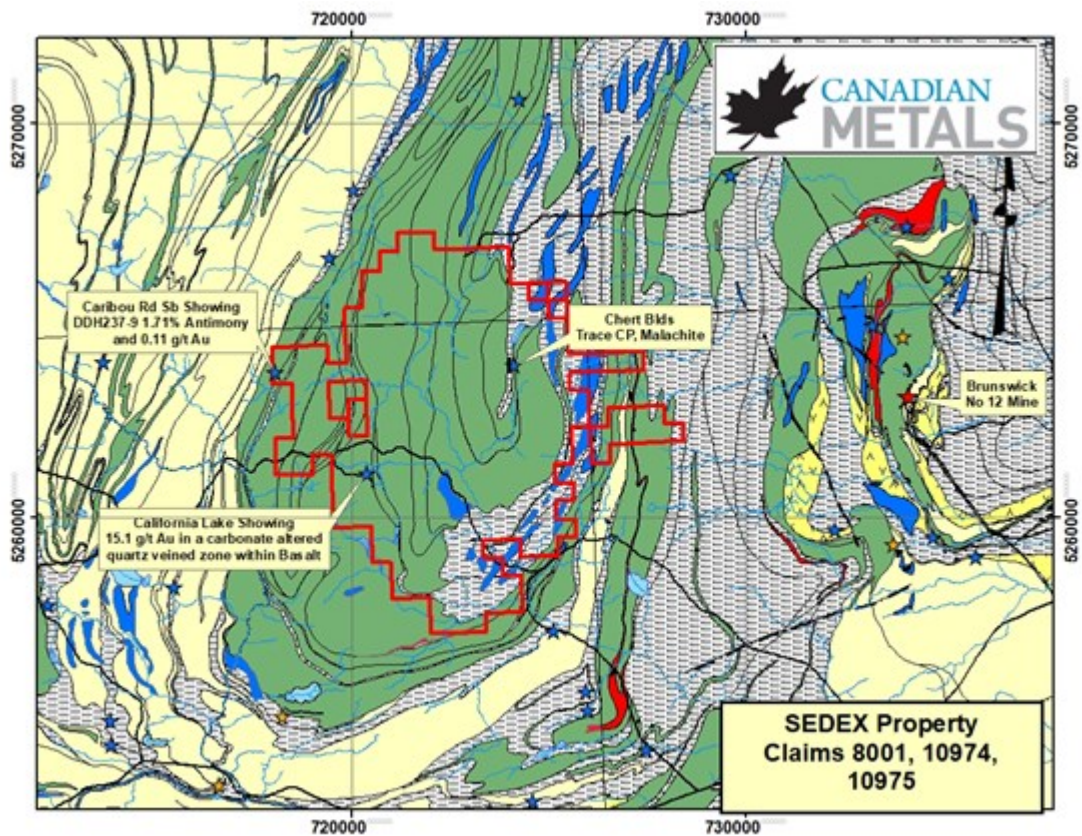 720000
730000
5270000
5270000
CANADIAN
METALS
Caribou Rd Sb Showing
DDH237-9 1.71% Antimony
and 0.11 g/t Au
Chert Blds
Trace CP, Malachite
Brunswick
No 12 Mine
5260000
5260000
California Lake Showing
15.1 g/t Au in a carbonate altered
quartz veined zone within Basalt
SEDEX Property
Claims 8001, 10974,
10975
720000
730000